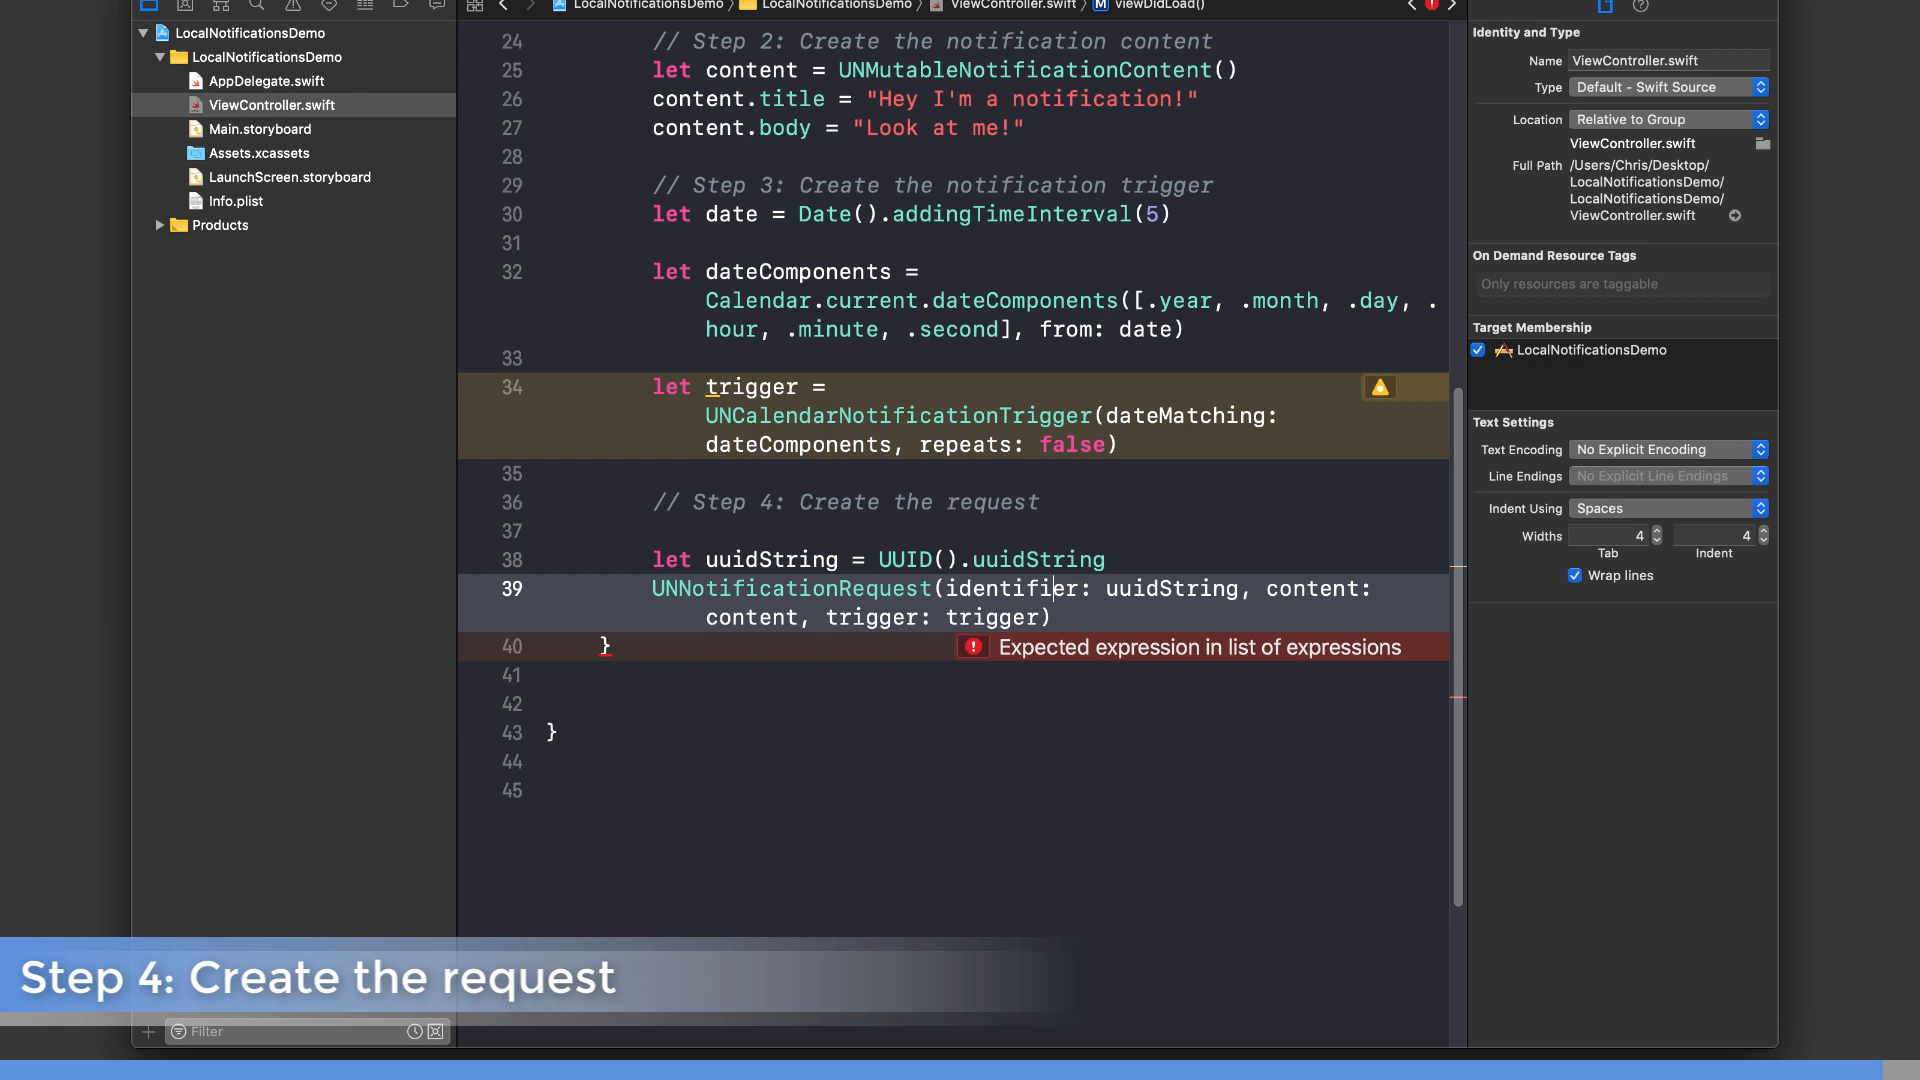 LocalNotificationsDemo
LocalNotificationsDemo
AppDelegate.swift
ViewController.swift
Main.storyboard
Assets.xcassets
LaunchScreen.storyboard
Info.plist
Products
Filter
LocalNotificationsDemo
LocalNotificationsDemo
ViewController.swift
M
viewDidLoad()
24 // Step 2: Create the notification content
25 let content = UNMutableNotificationContent()
26 content.title = "Hey I'm a notification!"
27 content.body = "Look at me!"
28
29 // Step 3: Create the notification trigger
30 let date = Date().addingTimeInterval(5)
31
32 let dateComponents =
Calendar.current.dateComponents([.year, .month, .day, .
hour, .minute, .second], from: date)
33
34 let trigger =
UNCalendarNotificationTrigger(dateMatching:
dateComponents, repeats: false)
35
36 // Step 4: Create the request
37
38 let uuidString = UUID().uuidString
39 UNNotificationRequest(identifier: uuidString, content:
content, trigger: trigger)
40 } Expected expression in list of expressions
41
42
43 }
44
45
Identity and Type
Name ViewController.swift
Type Default - Swift Source
Location Relative to Group
ViewController.swift
Full Path /Users/Chris/Desktop/
LocalNotificationsDemo/
LocalNotificationsDemo/
ViewController.swift
On Demand Resource Tags
Only resources are taggable
Target Membership
LocalNotificationsDemo
Text Settings
Text Encoding No Explicit Encoding
Line Endings No Explicit Line Endings
Indent Using Spaces
Widths 4 4
Tab Indent
Wrap lines
Step 4: Create the request